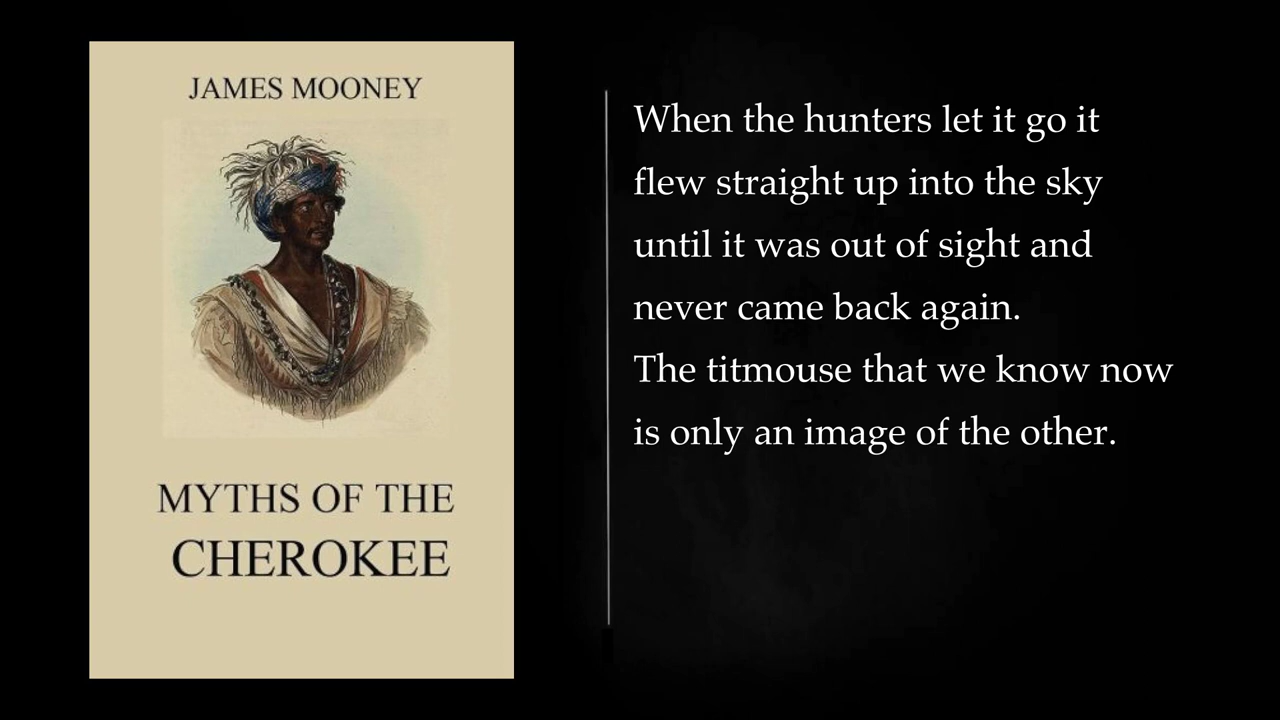 JAMES MOONEY
MYTHS OF THE
CHEROKEE
When the hunters let it go it
flew straight up into the sky
until it was out of sight and
never came back again.
The titmouse that we know now
is only an image of the other.